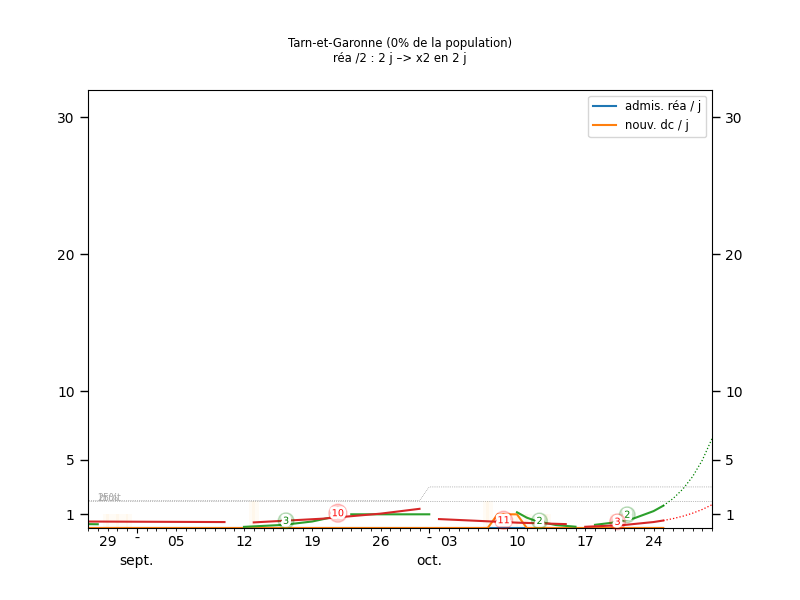 Tarn-et-Garonne (0% de la population)
réa /2 : 2 j –> x2 en 2 j
admis. réa / j
nouv. dc / j
30 30
20 20
10 10
5 5
1 1
3 10 11 2 3 2
29 - 05 12 19 26 - 03 10 17 24
sept. oct.